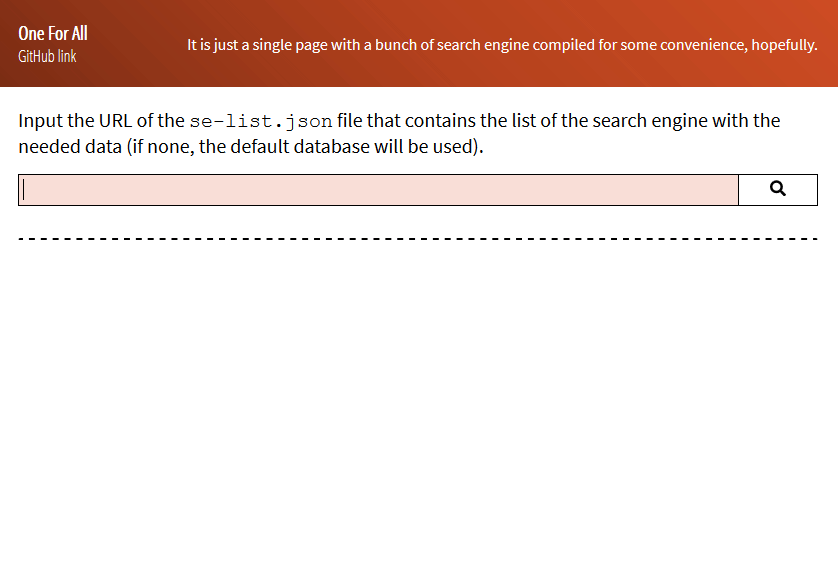 One For All
GitHub link
It is just a single page with a bunch of search engine compiled for some convenience, hopefully.
Input the URL of the se-list.json file that contains the list of the search engine with the
needed data (if none, the default database will be used).